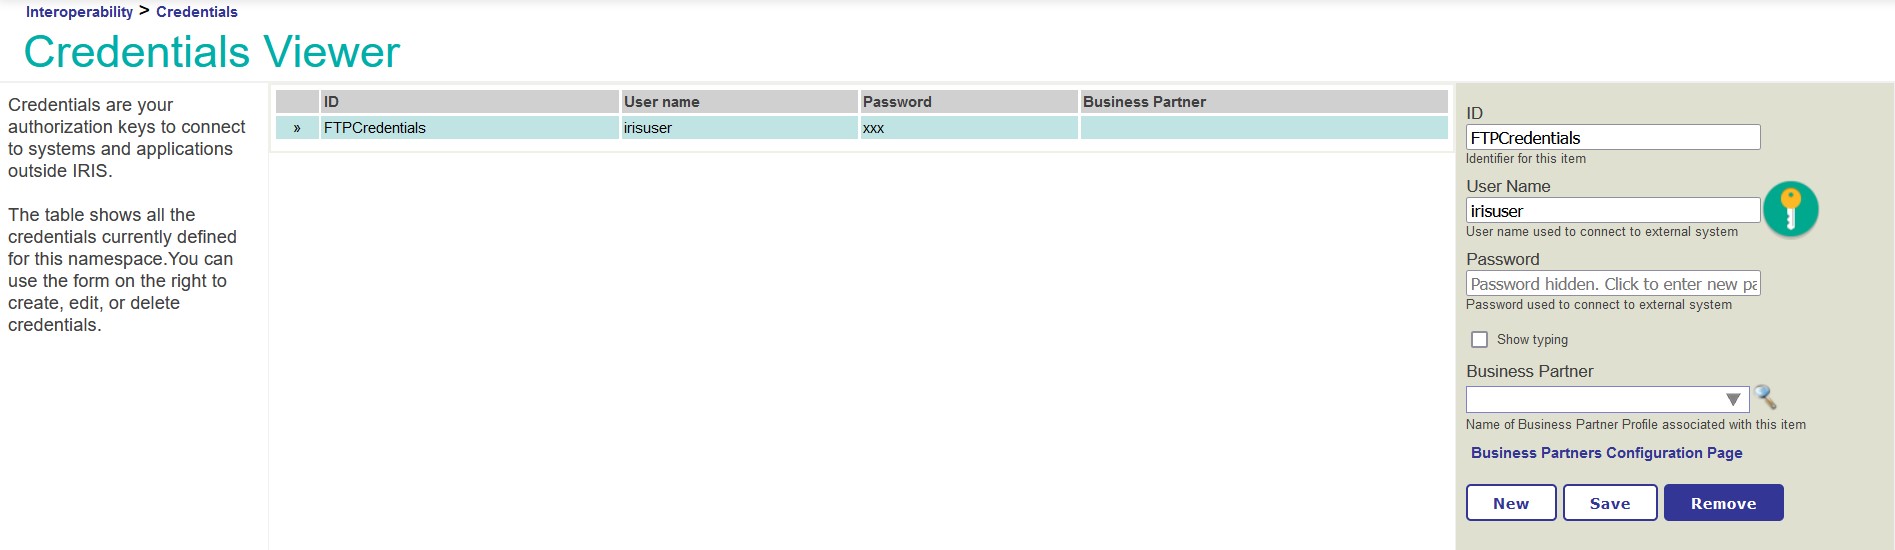 Interoperability > Credentials
Credentials Viewer
Credentials are your
authorization keys to connect
to systems and applications
outside IRIS.
The table shows all the
credentials currently defined
for this namespace.You can
use the form on the right to
create, edit, or delete
credentials.
ID User name Password Business Partner
» FTPCredentials irisuser xxx
ID
FTPCredentials
Identifier for this item
User Name
irisuser
User name used to connect to external system
Password
Password hidden. Click to enter new pa
Password used to connect to external system
Show typing
Business Partner
Name of Business Partner Profile associated with this item
Business Partners Configuration Page
New Save Remove